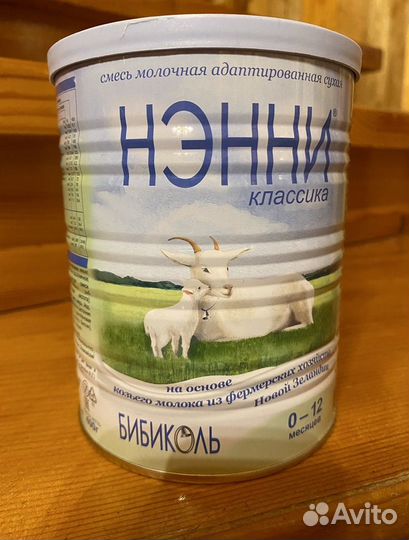 смесь молочная адаптированная сухая
НЭННИ®
классика
на основе
козьего молока из фермерских хозяйств
Новой Зеландии
0–12
месяцев
БИБИКОЛЬ
Avito